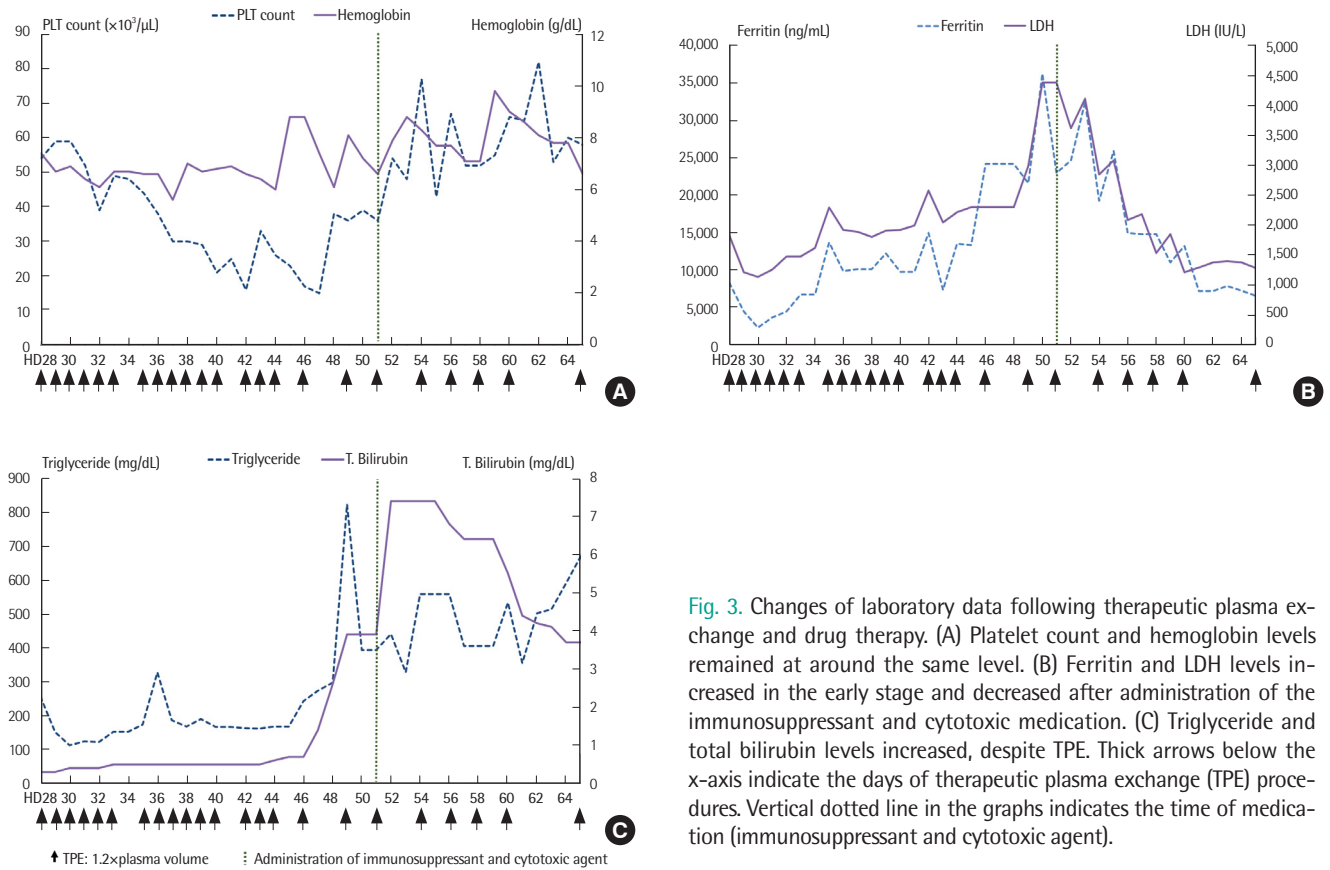 PLT count (×10³/μL) PLT count Hemoglobin Hemoglobin (g/dL)
90 12
80
70 10
60 8
50
6
40
30 4
20
2
10
0 0
HD28 30 32 34 36 38 40 42 44 46 48 50 52 54 56 58 60 62 64
A
Ferritin (ng/mL) Ferritin LDH LDH (IU/L)
40,000 5,000
35,000 4,500
4,000
30,000
3,500
25,000 3,000
20,000 2,500
15,000 2,000
1,500
10,000
1,000
5,000 500
0 0
HD28 30 32 34 36 38 40 42 44 46 48 50 52 54 56 58 60 62 64
B
Triglyceride (mg/dL) Triglyceride T. Bilirubin T. Bilirubin (mg/dL)
900 8
800 7
700
6
600
5
500
4
400
300 3
200 2
100 1
0 0
HD28 30 32 34 36 38 40 42 44 46 48 50 52 54 56 58 60 62 64
C
TPE: 1.2×plasma volume Administration of immunosuppressant and cytotoxic agent
Fig. 3. Changes of laboratory data following therapeutic plasma ex-
change and drug therapy. (A) Platelet count and hemoglobin levels
remained at around the same level. (B) Ferritin and LDH levels in-
creased in the early stage and decreased after administration of the
immunosuppressant and cytotoxic medication. (C) Triglyceride and
total bilirubin levels increased, despite TPE. Thick arrows below the
x-axis indicate the days of therapeutic plasma exchange (TPE) proce-
dures. Vertical dotted line in the graphs indicates the time of medica-
tion (immunosuppressant and cytotoxic agent).